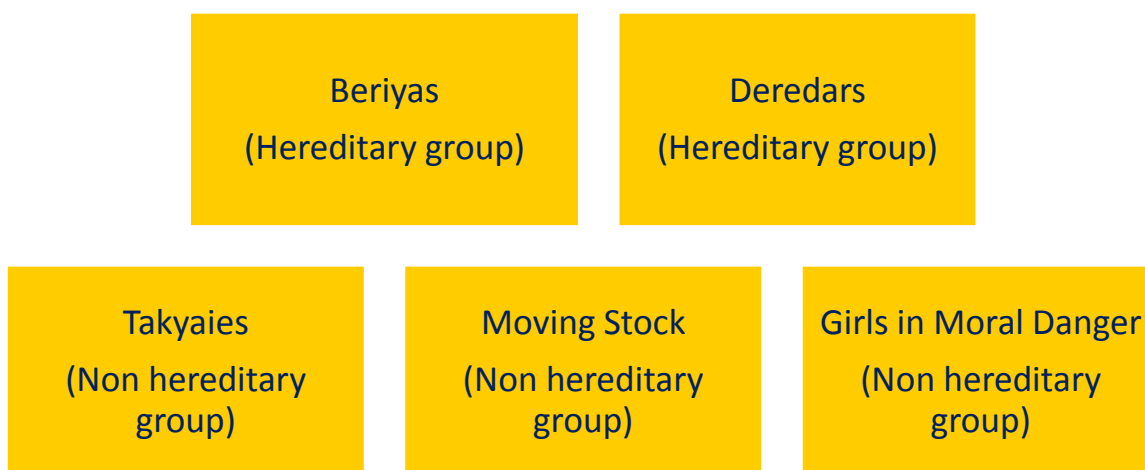 Beriyas
(Hereditary group)
Deredars
(Hereditary group)
Takyaies
(Non hereditary
group)
Moving Stock
(Non hereditary
group)
Girls in Moral Danger
(Non hereditary
group)